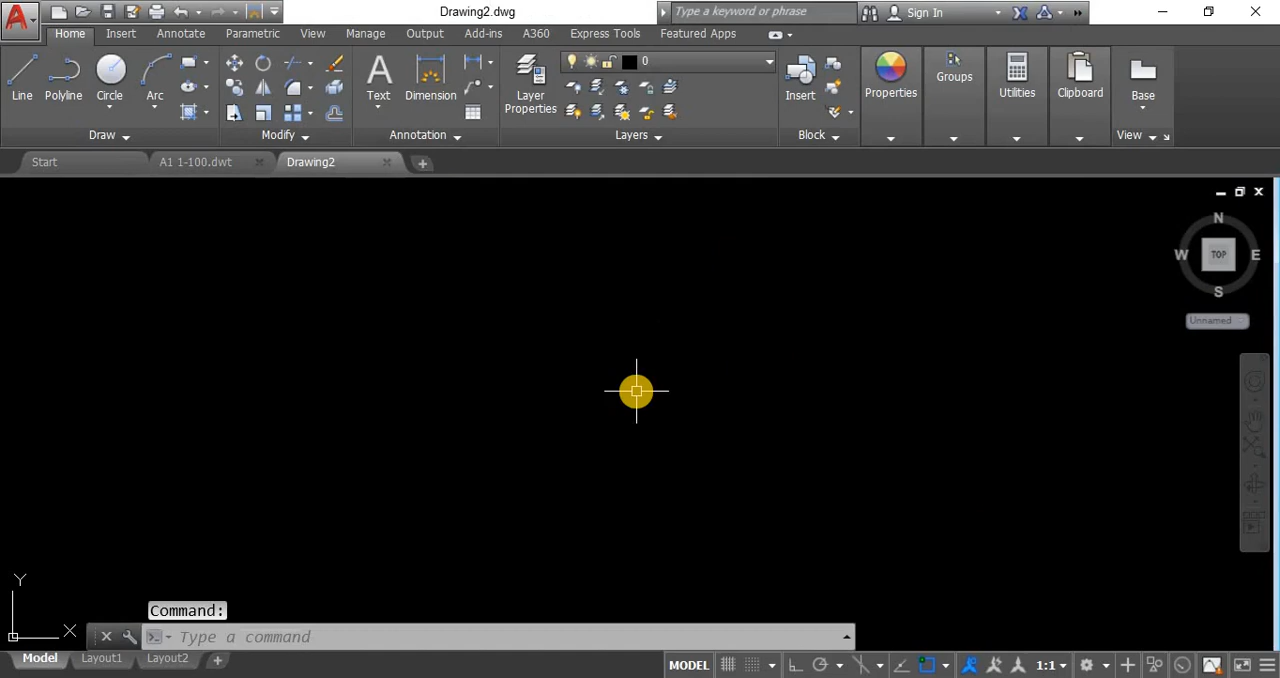 Drawing2.dwg
Type a keyword or phrase
Sign In
Home Insert Annotate Parametric View Manage Output Add-ins A360 Express Tools Featured Apps
Line Polyline Circle Arc
Text Dimension
Layer Properties
0
Insert
Properties
Groups
Utilities
Clipboard
Base
Draw Modify Annotation Layers Block View
Start A1 1-100.dwt Drawing2
N
W TOP E
S
Unnamed
Y
Command:
X
Type a command
Model Layout1 Layout2
MODEL 1:1